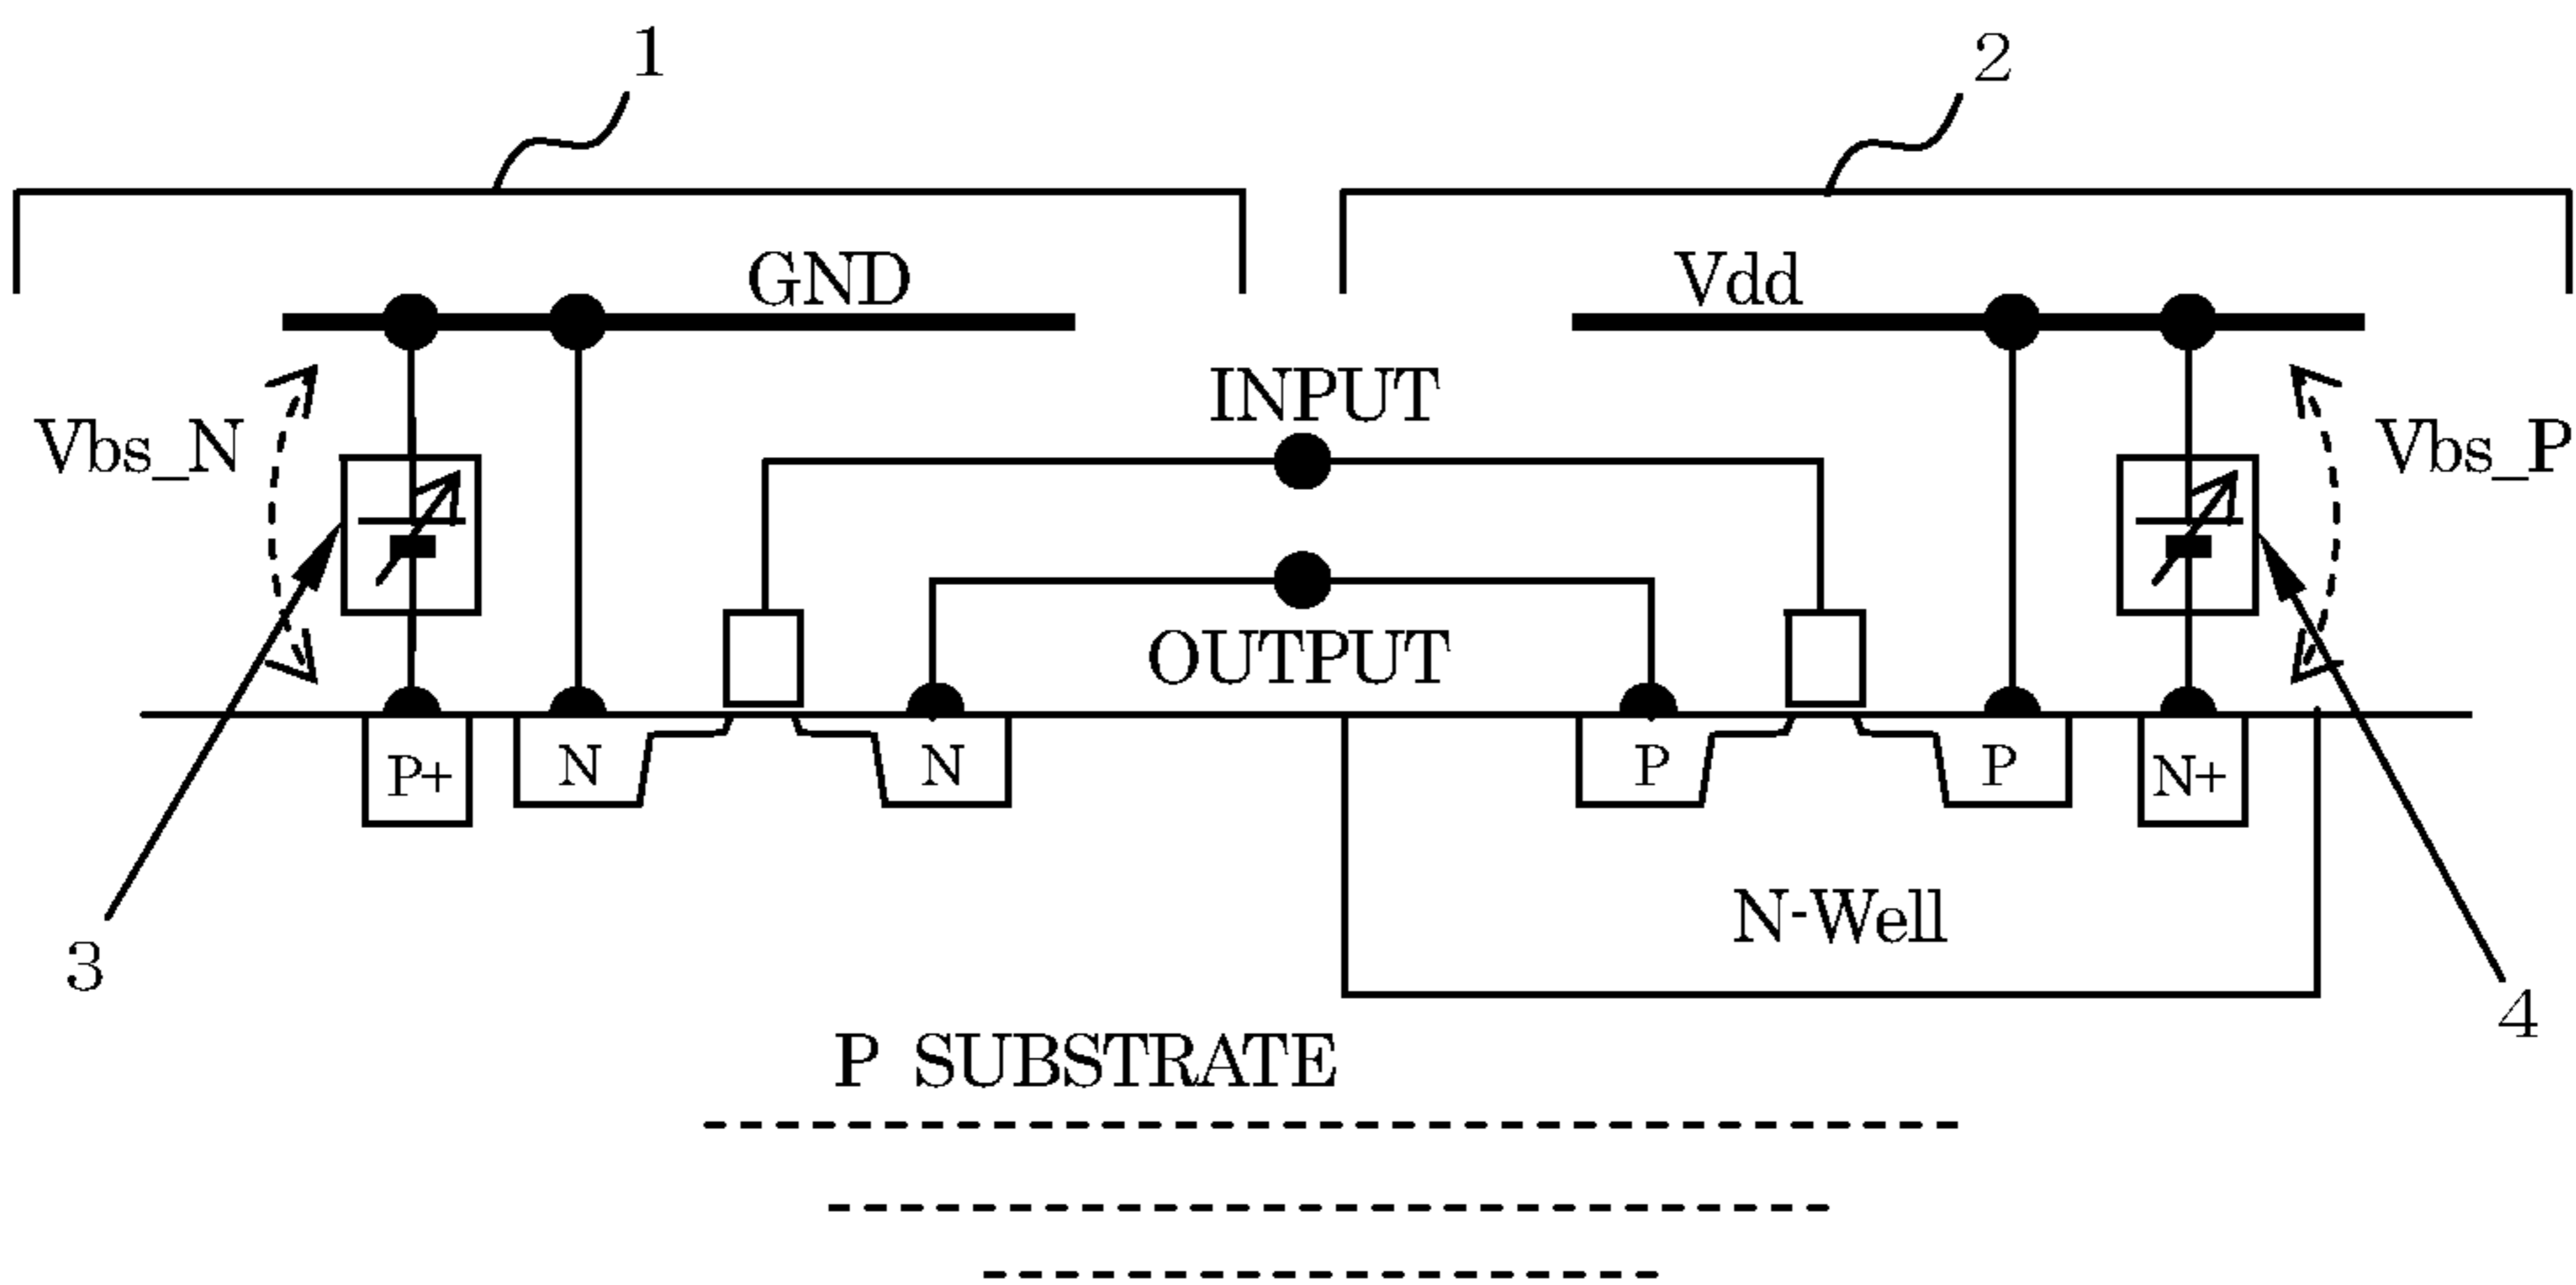 1
2
GND
Vdd
INPUT
Vbs_N
Vbs_P
OUTPUT
P+
N
N
P
P
N+
N-Well
3
4
P SUBSTRATE